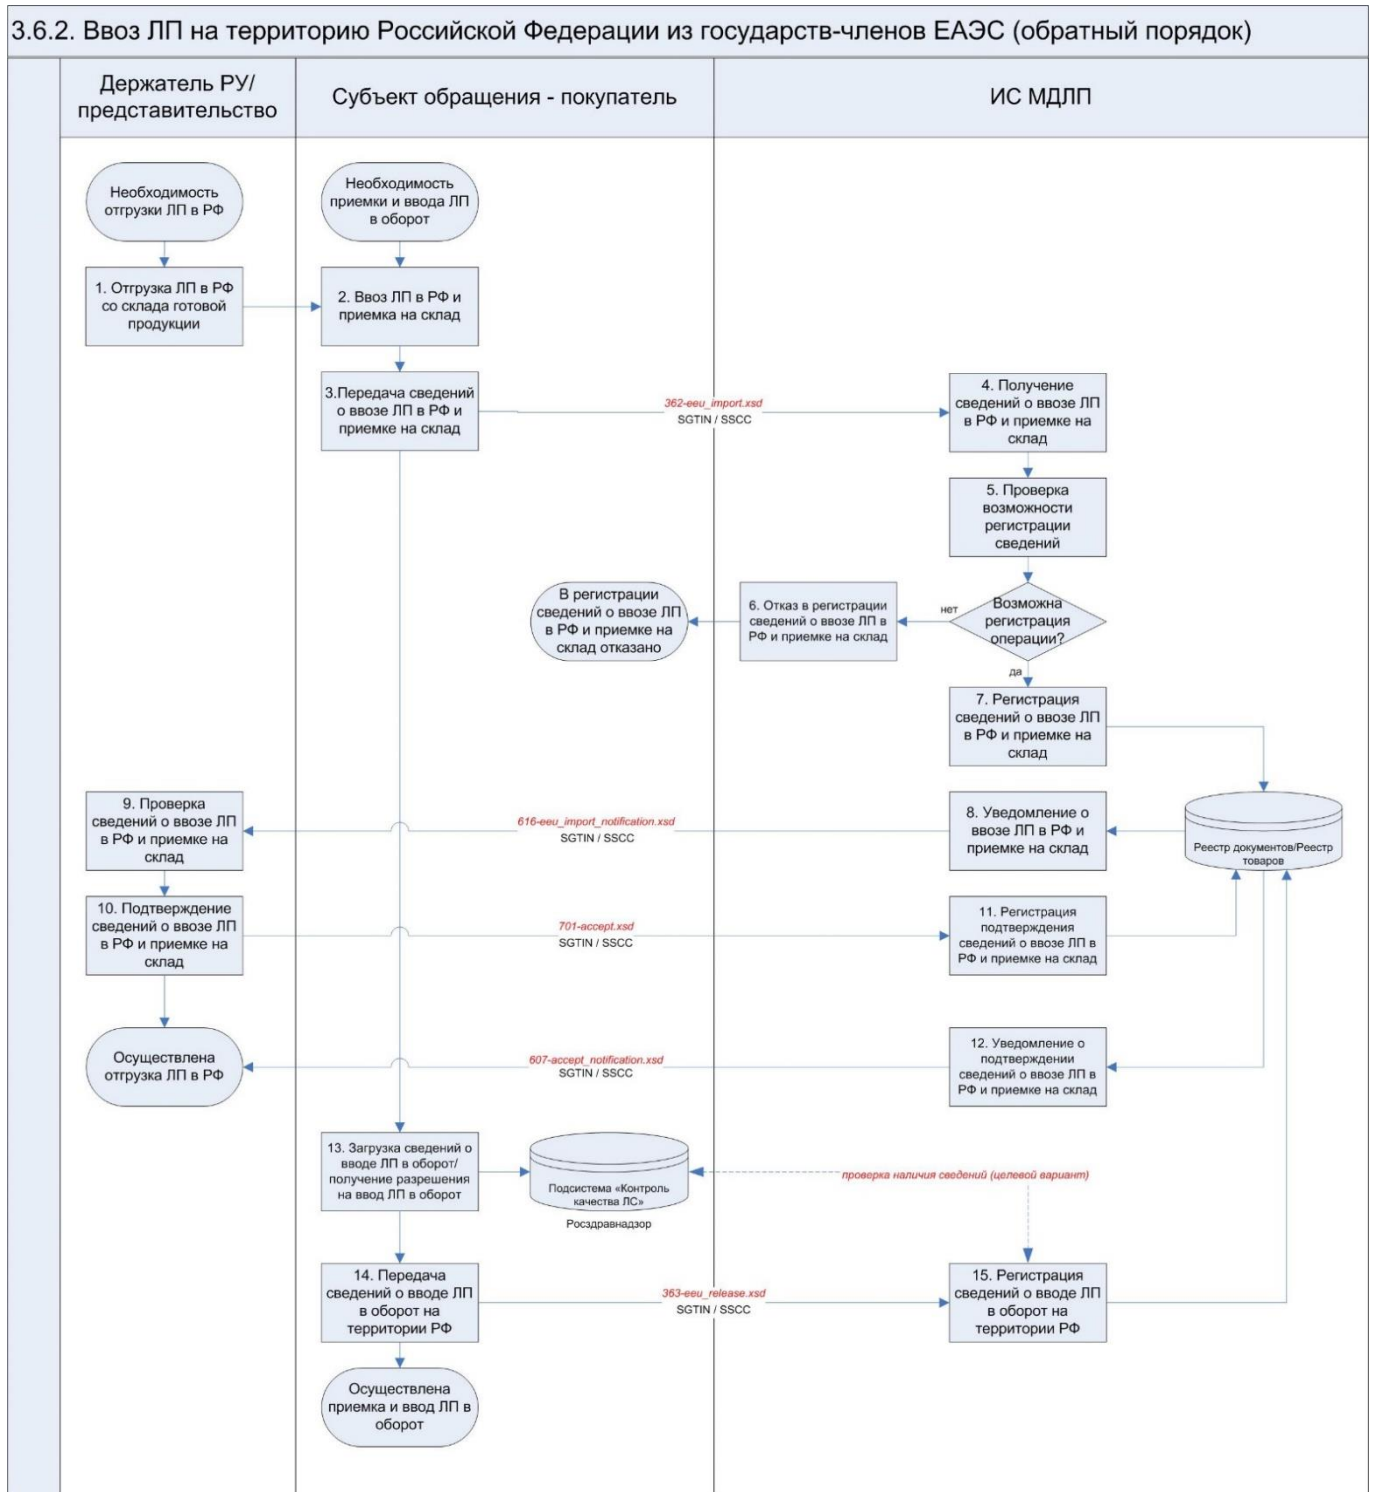 3.6.2. Ввоз ЛП на территорию Российской Федерации из государств-членов ЕАЭС (обратный порядок)
Держатель РУ/
представительство
Субъект обращения - покупатель
ИС МДЛП
Необходимость
отгрузки ЛП в РФ
Необходимость
приемки и ввода ЛП
в оборот
1. Отгрузка ЛП в РФ
со склада готовой
продукции
2. Ввоз ЛП в РФ и
приемка на склад
3.Передача сведений
о ввозе ЛП в РФ и
приемке на склад
362-eeu_import.xsd
SGTIN / SSCC
4. Получение
сведений о ввозе ЛП
в РФ и приемке на
склад
5. Проверка
возможности
регистрации
сведений
В регистрации
сведений о ввозе ЛП
в РФ и приемке на
склад отказано
6. Отказ в регистрации
сведений о ввозе ЛП в
РФ и приемке на склад
нет
Возможна
регистрация
операции?
да
7. Регистрация
сведений о ввозе ЛП
в РФ и приемке на
склад
9. Проверка
сведений о ввозе ЛП
в РФ и приемке на
склад
616-eeu_import_notification.xsd
SGTIN / SSCC
8. Уведомление о
ввозе ЛП в РФ и
приемке на склад
Реестр документов/Реестр
товаров
10. Подтверждение
сведений о ввозе ЛП
в РФ и приемке на
склад
701-accept.xsd
SGTIN / SSCC
11. Регистрация
подтверждения
сведений о ввозе ЛП в
РФ и приемке на склад
Осуществлена
отгрузка ЛП в РФ
607-accept_notification.xsd
SGTIN / SSCC
12. Уведомление о
подтверждении
сведений о ввозе ЛП в
РФ и приемке на склад
13. Загрузка сведений о
вводе ЛП в оборот/
получение разрешения
на ввод ЛП в оборот
Подсистема «Контроль
качества ЛС»
Росздравнадзор
проверка наличия сведений (целевой вариант)
14. Передача
сведений о вводе ЛП
в оборот на
территории РФ
363-eeu_release.xsd
SGTIN / SSCC
15. Регистрация
сведений о вводе ЛП
в оборот на
территории РФ
Осуществлена
приемка и ввод ЛП в
оборот